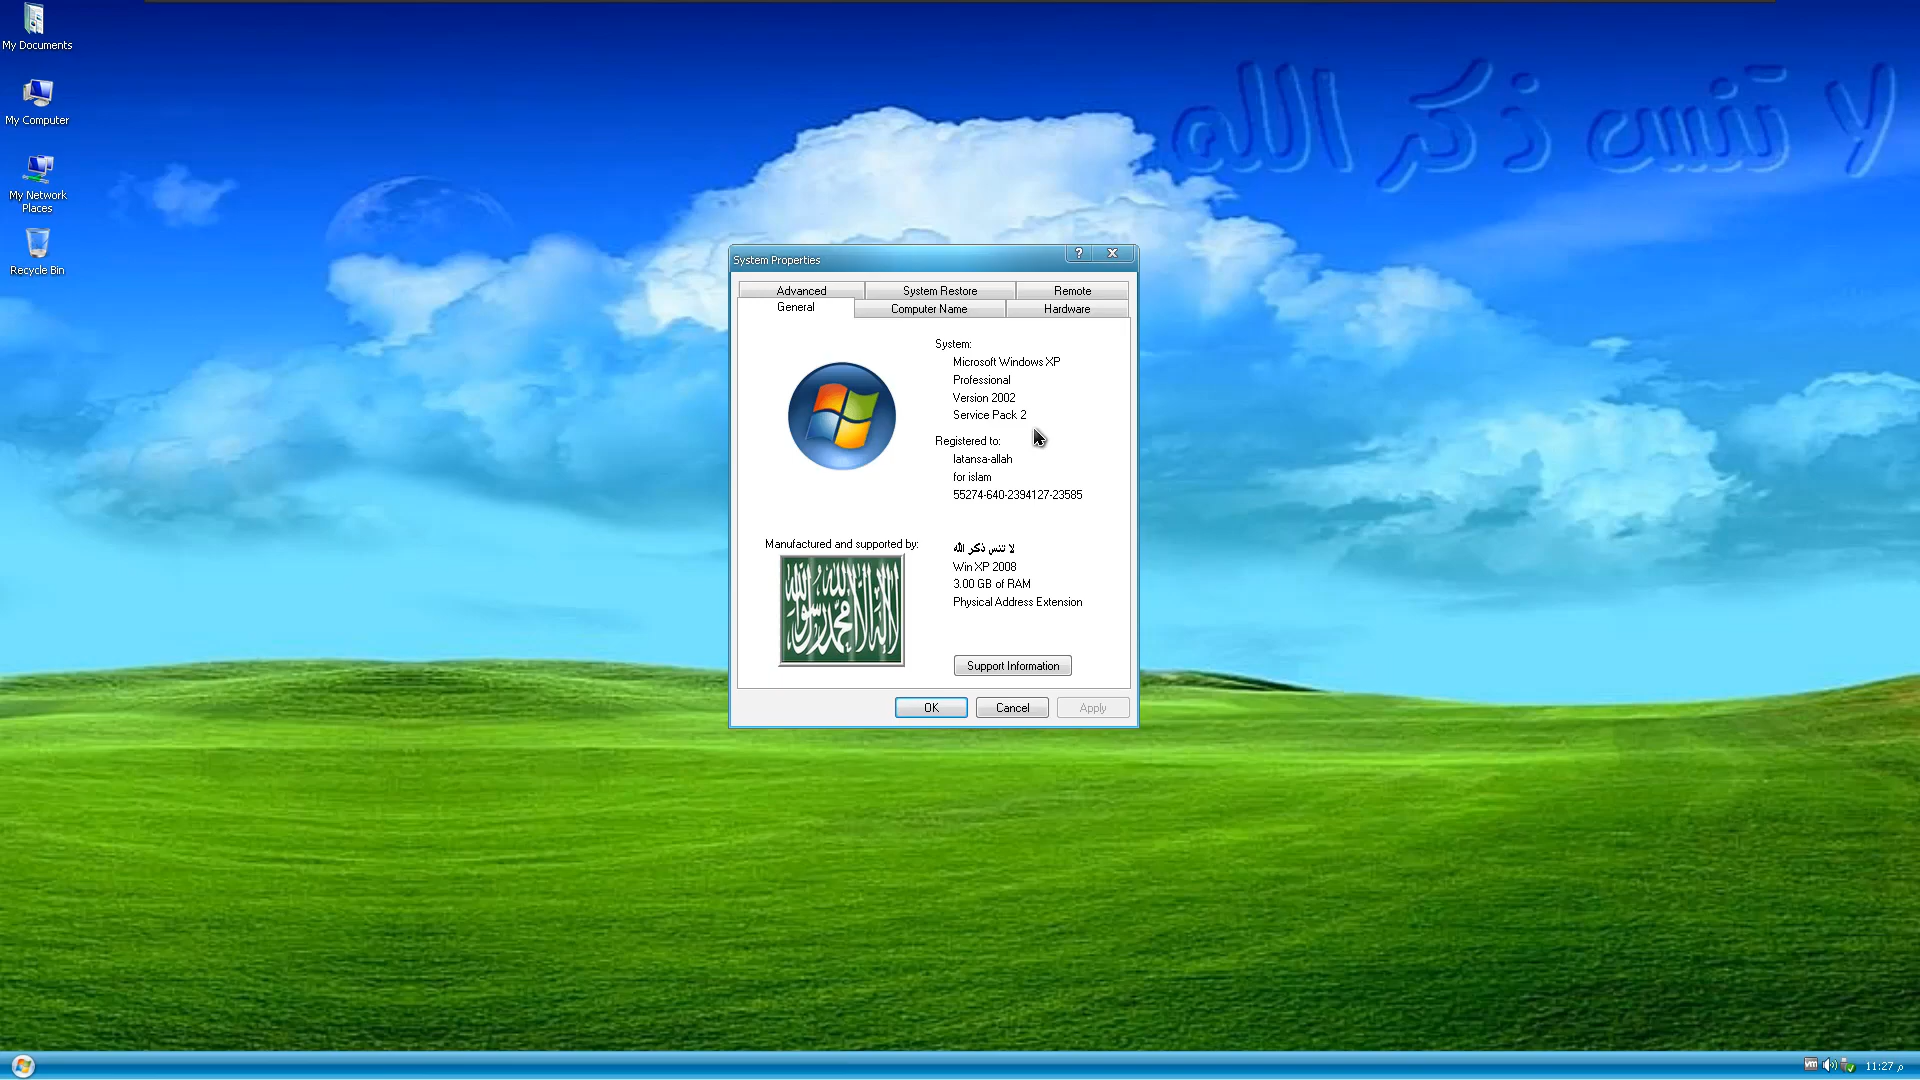 My Documents
My Computer
My Network
Places
Recycle Bin
لا تنس ذكر الله
System Properties
?
Advanced
System Restore
Remote
General
Computer Name
Hardware
System:
Microsoft Windows XP
Professional
Version 2002
Service Pack 2
Registered to:
latansa-allah
for islam
55274-640-2394127-23585
Manufactured and supported by:
لا إله إلا الله محمد رسول الله
لا تنس ذكر الله
Win XP 2008
3.00 GB of RAM
Physical Address Extension
Support Information
OK
Cancel
Apply
vm
11:27 م